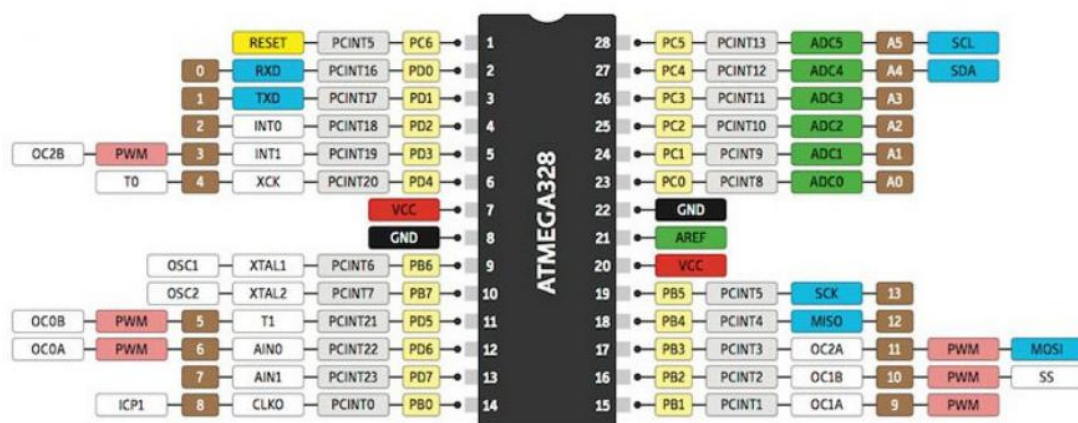 RESET PCINT5 PC6 1 28 PC5 PCINT13 ADC5 A5 SCL
0 RXD PCINT16 PD0 2 27 PC4 PCINT12 ADC4 A4 SDA
1 TXD PCINT17 PD1 3 26 PC3 PCINT11 ADC3 A3
2 INT0 PCINT18 PD2 4 25 PC2 PCINT10 ADC2 A2
OC2B PWM 3 INT1 PCINT19 PD3 5 24 PC1 PCINT9 ADC1 A1
T0 4 XCK PCINT20 PD4 6 23 PC0 PCINT8 ADC0 A0
VCC 7 22 GND
GND 8 21 AREF
OSC1 XTAL1 PCINT6 PB6 9 20 VCC
OSC2 XTAL2 PCINT7 PB7 10 19 PB5 PCINT5 SCK 13
OC0B PWM 5 T1 PCINT21 PD5 11 18 PB4 PCINT4 MISO 12
OC0A PWM 6 AIN0 PCINT22 PD6 12 17 PB3 PCINT3 OC2A 11 PWM MOSI
7 AIN1 PCINT23 PD7 13 16 PB2 PCINT2 OC1B 10 PWM SS
ICP1 8 CLKO PCINT0 PB0 14 15 PB1 PCINT1 OC1A 9 PWM
ATMEGA328